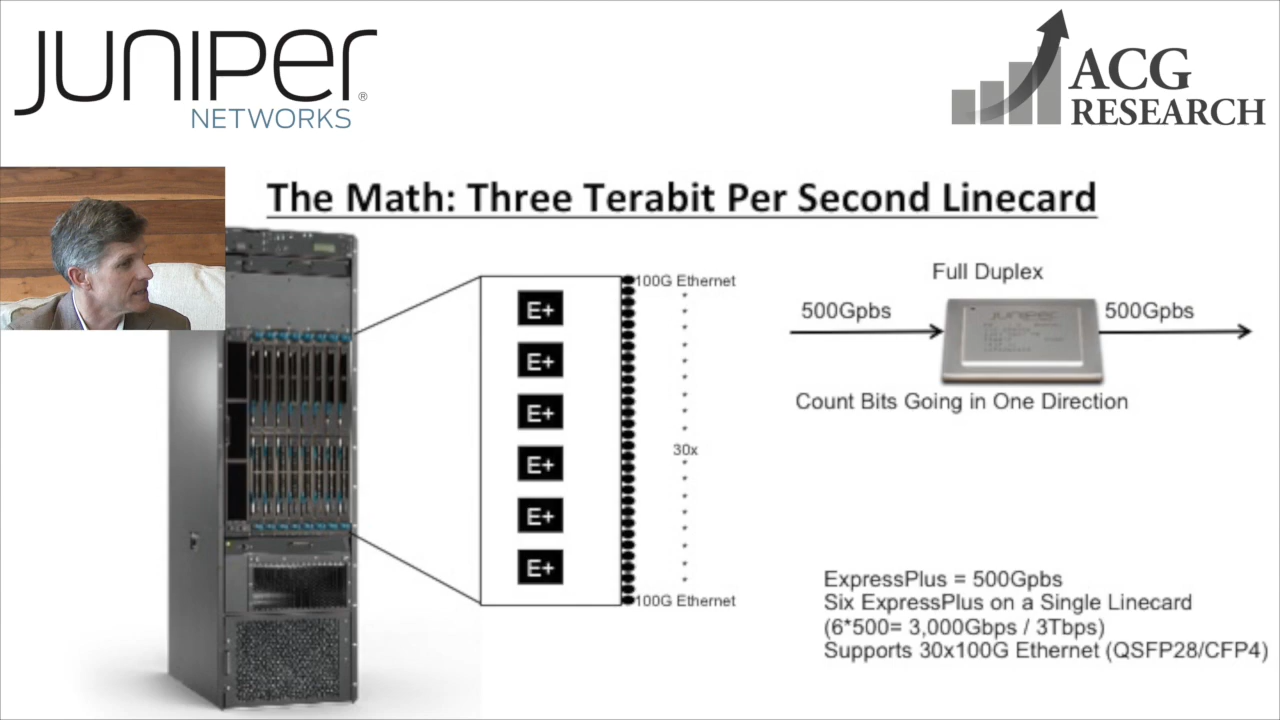 JUNIPER
NETWORKS
ACG
RESEARCH
The Math: Three Terabit Per Second Linecard
100G Ethernet
E+
E+
E+
E+
E+
E+
30x
100G Ethernet
Full Duplex
500Gpbs
500Gpbs
JUNIPER
Count Bits Going in One Direction
ExpressPlus = 500Gpbs
Six ExpressPlus on a Single Linecard
(6*500= 3,000Gbps / 3Tbps)
Supports 30x100G Ethernet (QSFP28/CFP4)